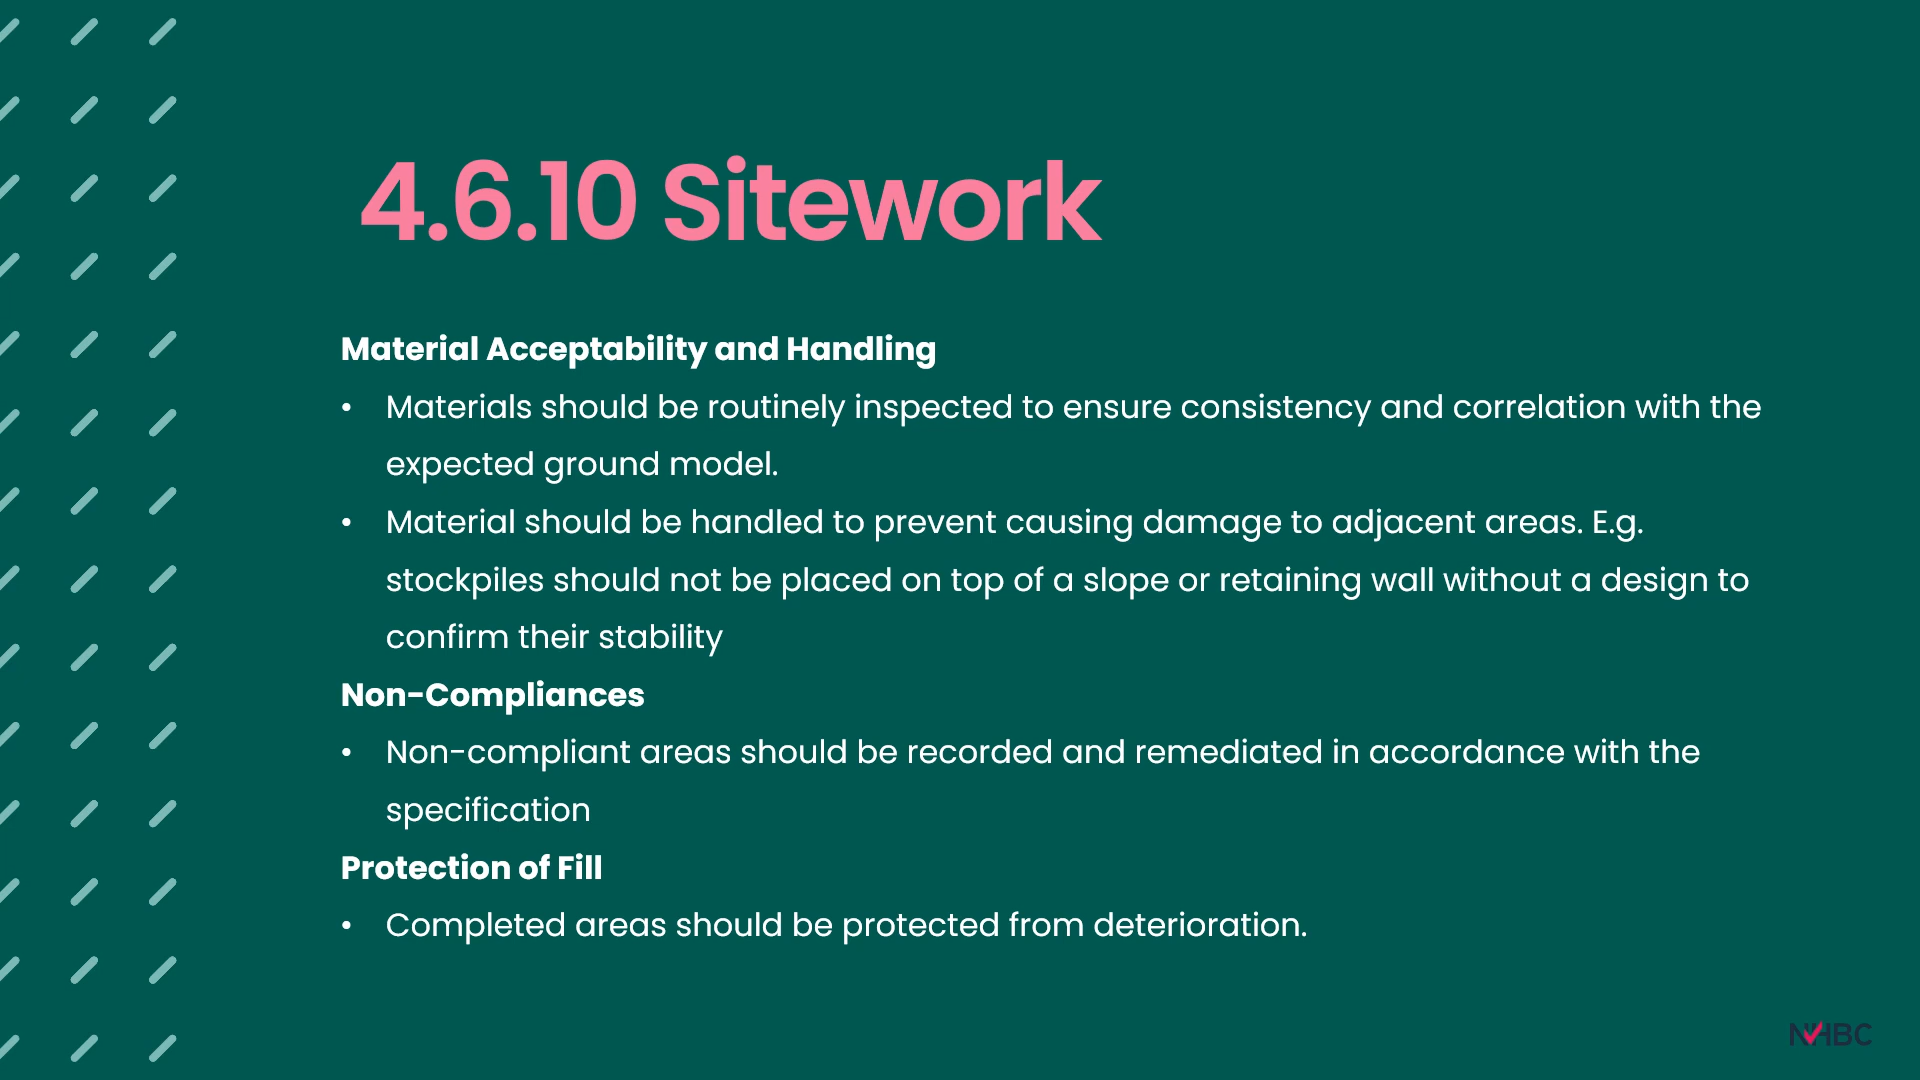 4.6.10 Sitework
Material Acceptability and Handling
• Materials should be routinely inspected to ensure consistency and correlation with the
expected ground model.
• Material should be handled to prevent causing damage to adjacent areas. E.g.
stockpiles should not be placed on top of a slope or retaining wall without a design to
confirm their stability
Non-Compliances
• Non-compliant areas should be recorded and remediated in accordance with the
specification
Protection of Fill
• Completed areas should be protected from deterioration.
NHBC